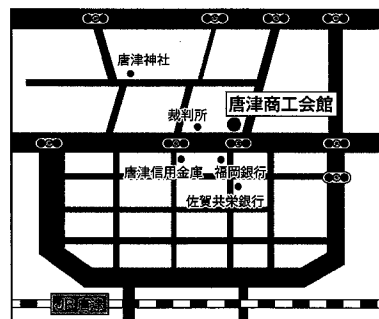 唐津神社
唐津商工会館
裁判所
唐津信用金庫
福岡銀行
佐賀共栄銀行